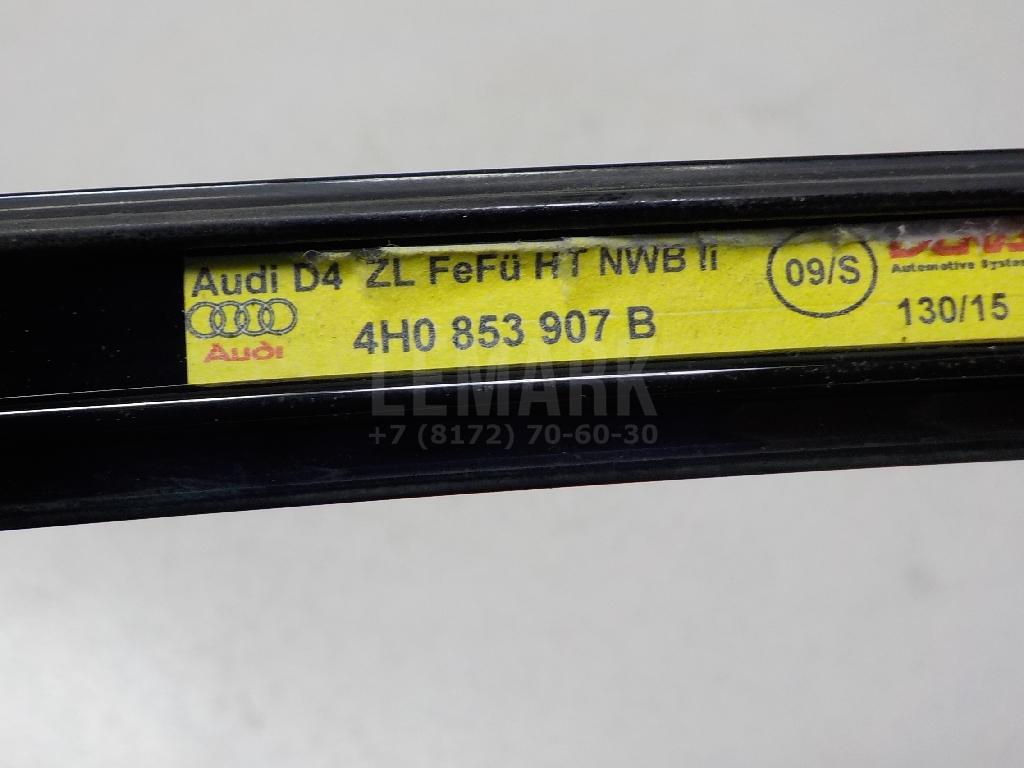 Audi D4 ZL FeFü HT NWB li
09/S
Automotive System
Audi
4H0 853 907 B
130/15
LEMARK
+7 (8172) 70-60-30